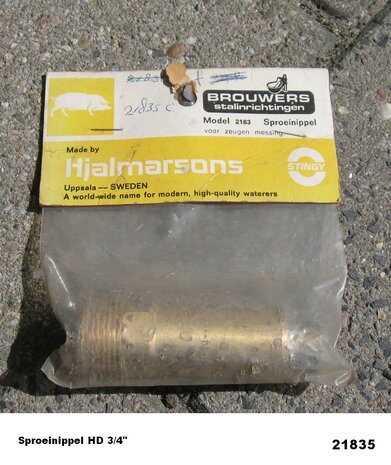 21835 +
21835 C
BROUWERS
stalinrichtingen
Model 2183 Sproeinippel
voor zeugen messing
Made by
Hjalmarsons
STINGY
Uppsala — SWEDEN
A world-wide name for modern, high-quality waterers
Sproeinippel HD 3/4"
21835